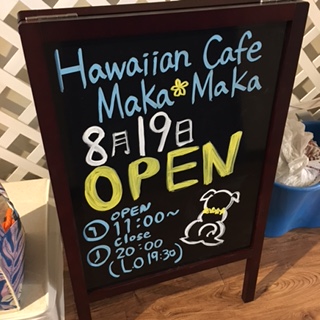 Hawaiian Cafe
Maka*Maka
8月19日
OPEN
OPEN
11:00~
close
20:00
(LO 19:30)